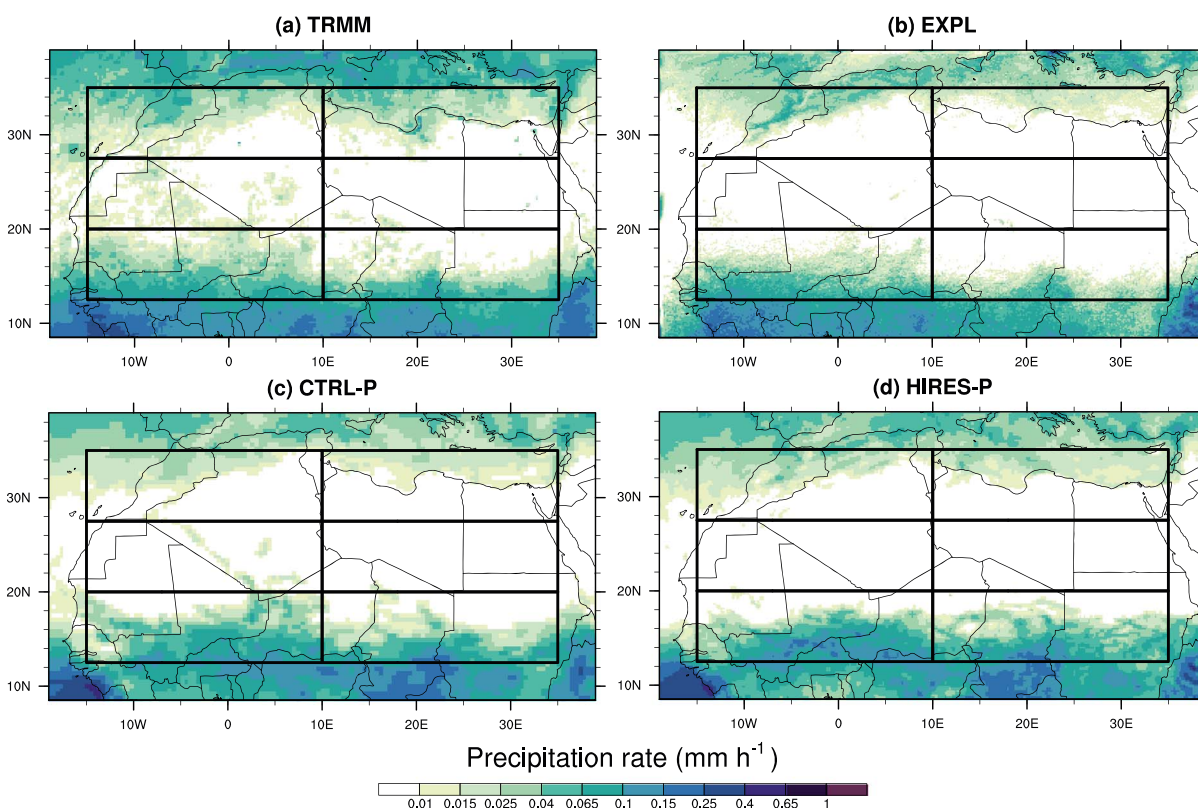 (a) TRMM
(b) EXPL
30N
20N
10N
10W 0 10E 20E 30E
30N
20N
10N
10W 0 10E 20E 30E
(c) CTRL-P
(d) HIRES-P
30N
20N
10N
10W 0 10E 20E 30E
30N
20N
10N
10W 0 10E 20E 30E
Precipitation rate (mm h⁻¹)
0.01 0.015 0.025 0.04 0.065 0.1 0.15 0.25 0.4 0.65 1